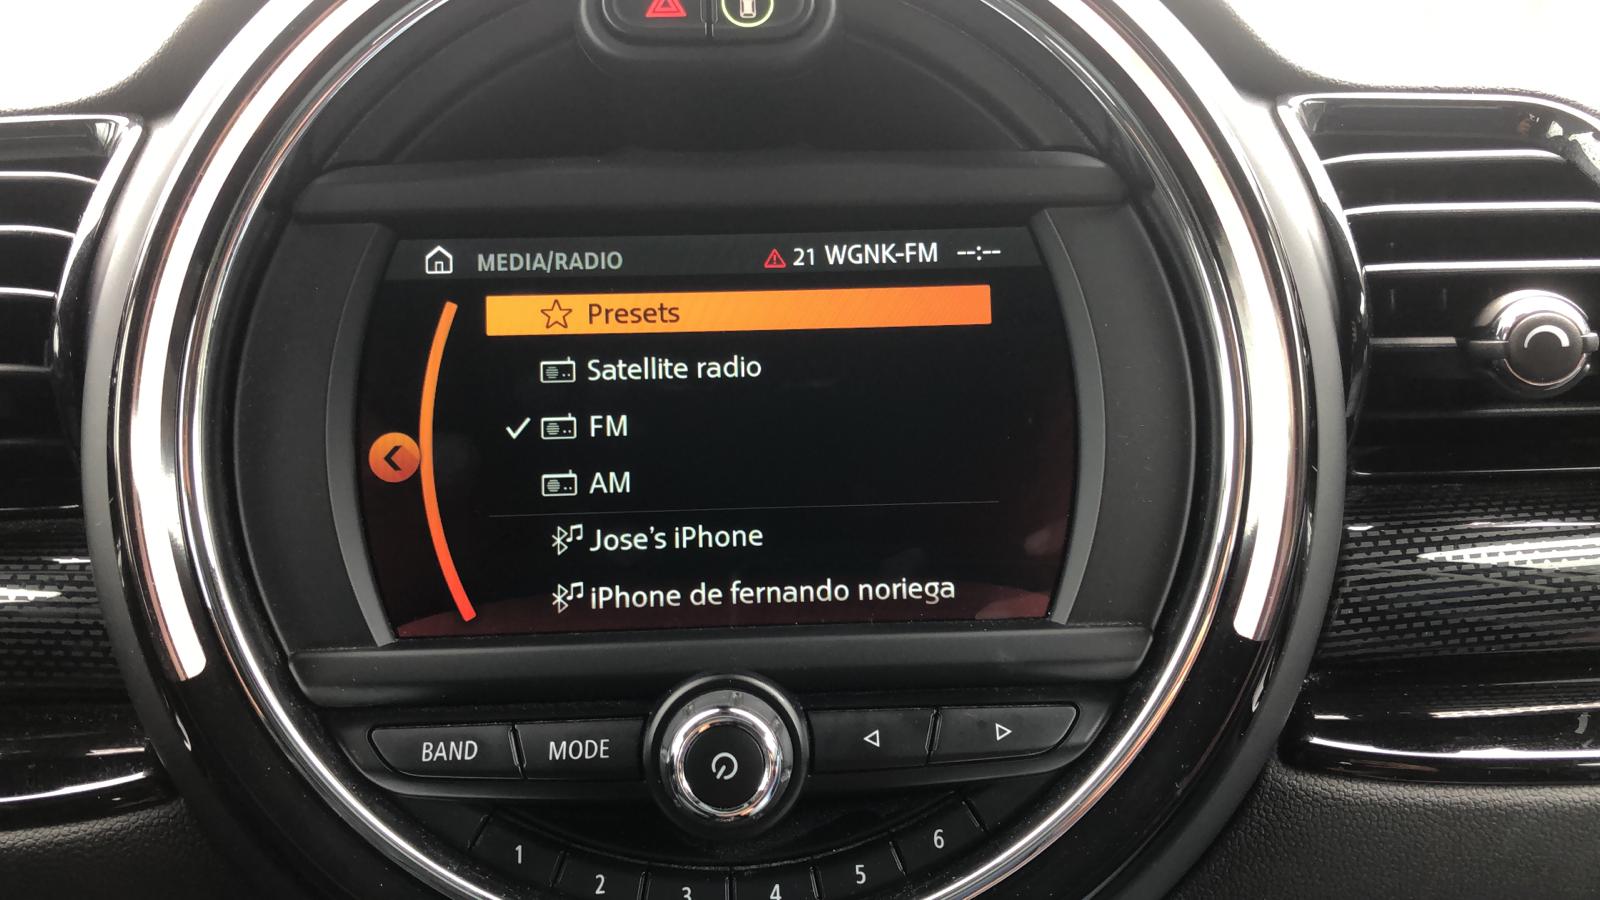 MEDIA/RADIO 21 WGNK-FM --:--
Presets
Satellite radio
FM
AM
Jose's iPhone
iPhone de fernando noriega
BAND MODE
1 2 3 4 5 6